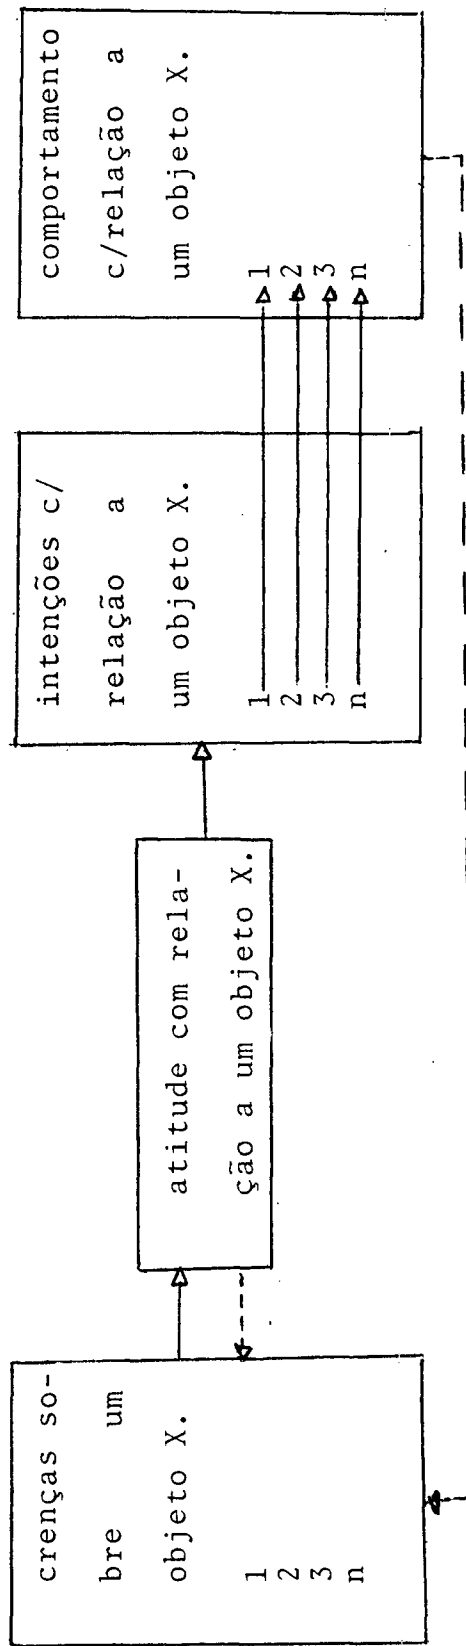 crenças so-
bre um
objeto X.
1
2
3
n
atitude com rela-
ção a um objeto X.
intenções c/
relação a
um objeto X.
1
2
3
n
comportamento
c/relação a
um objeto X.
1
2
3
n